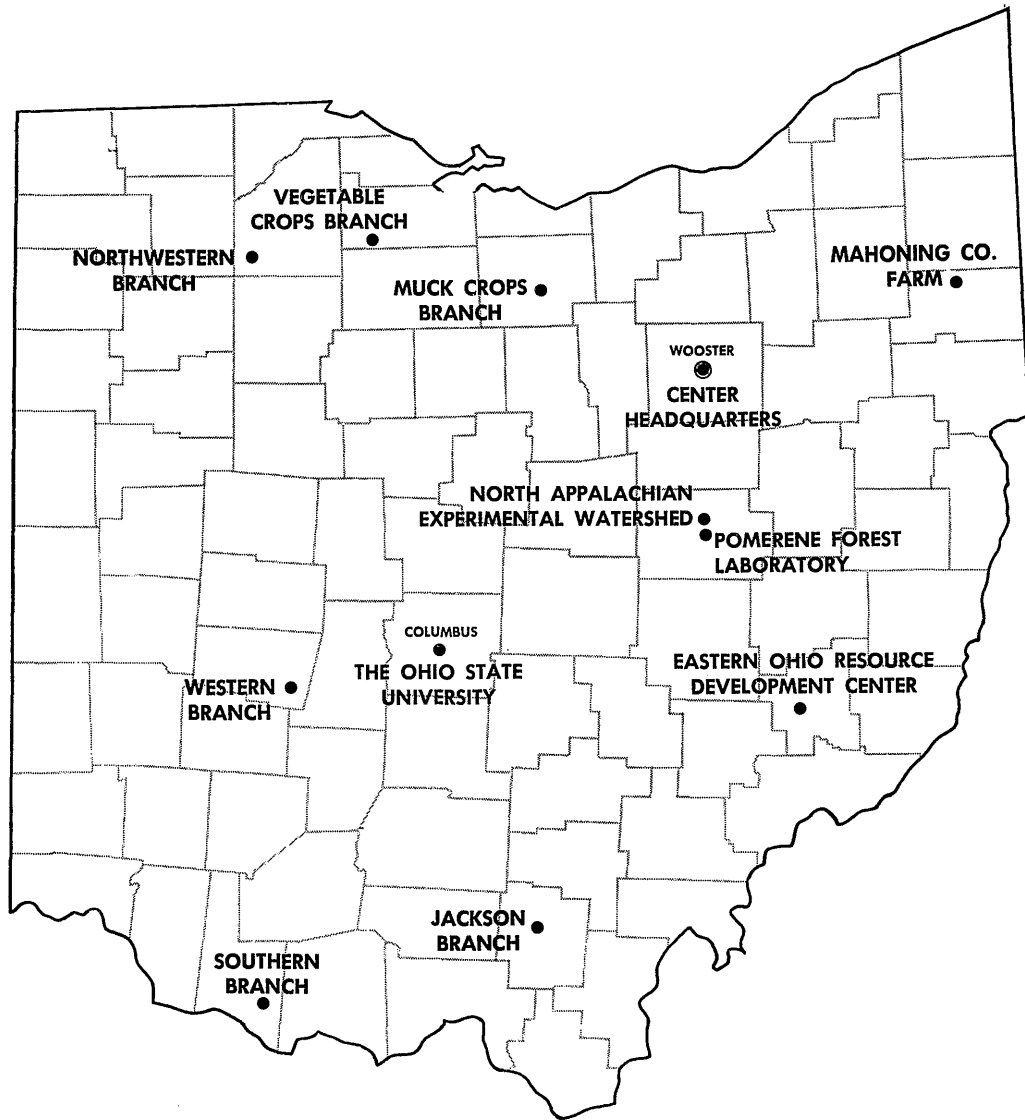 VEGETABLE
CROPS BRANCH
NORTHWESTERN
BRANCH
MAHONING CO.
FARM
MUCK CROPS
BRANCH
WOOSTER
CENTER
HEADQUARTERS
NORTH APPALACHIAN
EXPERIMENTAL WATERSHED
POMERENE FOREST
LABORATORY
COLUMBUS
THE OHIO STATE
UNIVERSITY
EASTERN OHIO RESOURCE
DEVELOPMENT CENTER
WESTERN
BRANCH
JACKSON
BRANCH
SOUTHERN
BRANCH